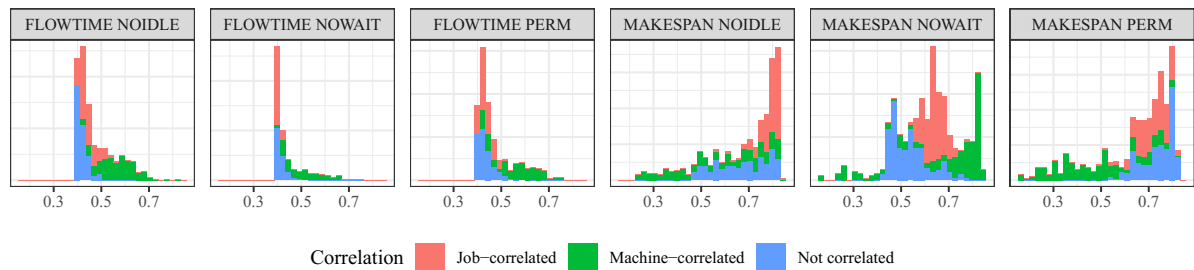 FLOWTIME NOIDLE FLOWTIME NOWAIT FLOWTIME PERM MAKESPAN NOIDLE MAKESPAN NOWAIT MAKESPAN PERM
0.3 0.5 0.7 0.3 0.5 0.7 0.3 0.5 0.7 0.3 0.5 0.7 0.3 0.5 0.7 0.3 0.5 0.7
Correlation Job−correlated Machine−correlated Not correlated